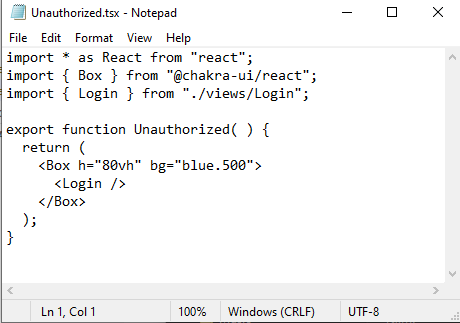 Unauthorized.tsx - Notepad
File Edit Format View Help
import * as React from "react";
import { Box } from "@chakra-ui/react";
import { Login } from "./views/Login";

export function Unauthorized( ) {
  return (
    <Box h="80vh" bg="blue.500">
      <Login />
    </Box>
  );
}
Ln 1, Col 1 100% Windows (CRLF) UTF-8